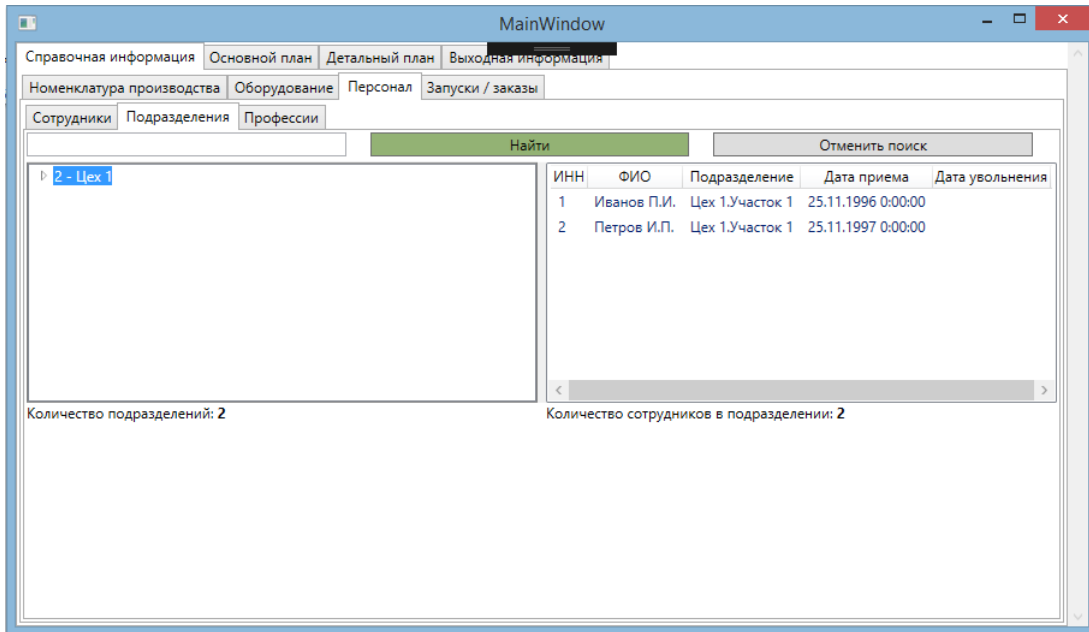 MainWindow
Справочная информация Основной план Детальный план Выходная информация
Номенклатура производства Оборудование Персонал Запуски / заказы
Сотрудники Подразделения Профессии
Найти Отменить поиск
2 - Цех 1
ИНН ФИО Подразделение Дата приема Дата увольнения
1 Иванов П.И. Цех 1.Участок 1 25.11.1996 0:00:00
2 Петров И.П. Цех 1.Участок 1 25.11.1997 0:00:00
Количество подразделений: 2 Количество сотрудников в подразделении: 2